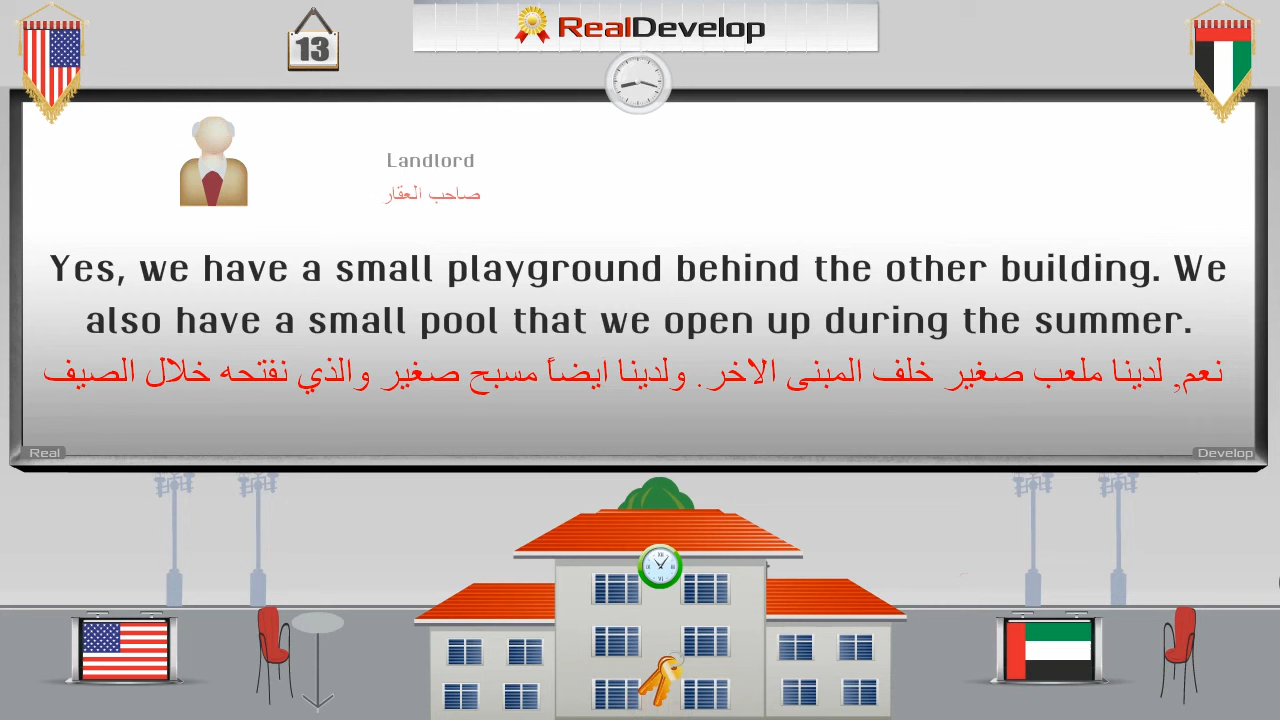 RealDevelop
13
Landlord
صاحب العقار
Yes, we have a small playground behind the other building. We
also have a small pool that we open up during the summer.
نعم, لدينا ملعب صغير خلف المبنى الاخر. ولدينا ايضاً مسبح صغير والذي نفتحه خلال الصيف
Real
Develop